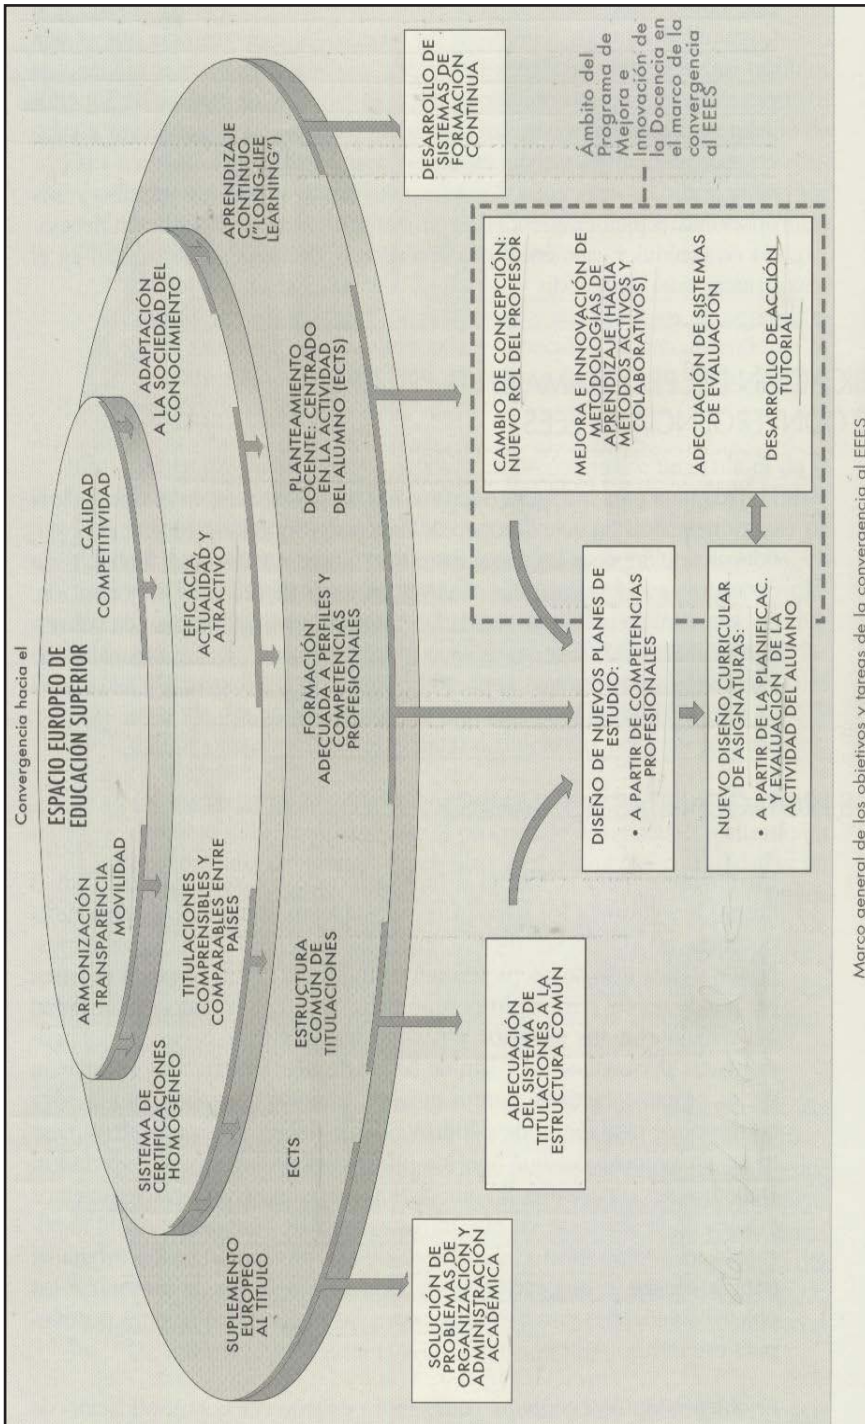 Convergencia hacia el
ESPACIO EUROPEO DE
EDUCACIÓN SUPERIOR
ARMONIZACIÓN
TRANSPARENCIA
MOVILIDAD
CALIDAD
COMPETITIVIDAD
SISTEMA DE
CERTIFICACIONES
HOMOGÉNEO
TITULACIONES
COMPRENSIBLES Y
COMPARABLES ENTRE
PAÍSES
EFICACIA,
ACTUALIDAD Y
ATRACTIVO
ADAPTACIÓN
A LA SOCIEDAD DEL
CONOCIMIENTO
SUPLEMENTO
EUROPEO
AL TITULO
ECTS
ESTRUCTURA
COMÚN DE
TITULACIONES
FORMACIÓN
ADECUADA A PERFILES Y
COMPETENCIAS
PROFESIONALES
PLANTEAMIENTO
DOCENTE: CENTRADO
EN LA ACTIVIDAD
DEL ALUMNO (ECTS)
APRENDIZAJE
CONTINUO
("LONG-LIFE
LEARNING")
SOLUCIÓN DE
PROBLEMAS DE
ORGANIZACIÓN Y
ADMINISTRACIÓN
ACADÉMICA
ADECUACIÓN
DEL SISTEMA DE
TITULACIONES A LA
ESTRUCTURA COMÚN
DISEÑO DE NUEVOS PLANES DE
ESTUDIO:
• A PARTIR DE COMPETENCIAS
PROFESIONALES
NUEVO DISEÑO CURRICULAR
DE ASIGNATURAS:
• A PARTIR DE LA PLANIFICAC.
Y EVALUACIÓN DE LA
ACTIVIDAD DEL ALUMNO
CAMBIO DE CONCEPCIÓN:
NUEVO ROL DEL PROFESOR
MEJORA E INNOVACIÓN DE
METODOLOGÍAS DE
APRENDIZAJE (HACIA
MÉTODOS ACTIVOS Y
COLABORATIVOS)
ADECUACIÓN DE SISTEMAS
DE EVALUACIÓN
DESARROLLO DE ACCIÓN
TUTORIAL
DESARROLLO DE
SISTEMAS DE
FORMACIÓN
CONTINUA
Ámbito del
Programa de
Mejora e
Innovación de
la Docencia en
el marco de la
convergencia
al EEES
Marco general de los objetivos y tareas de la convergencia al EEES